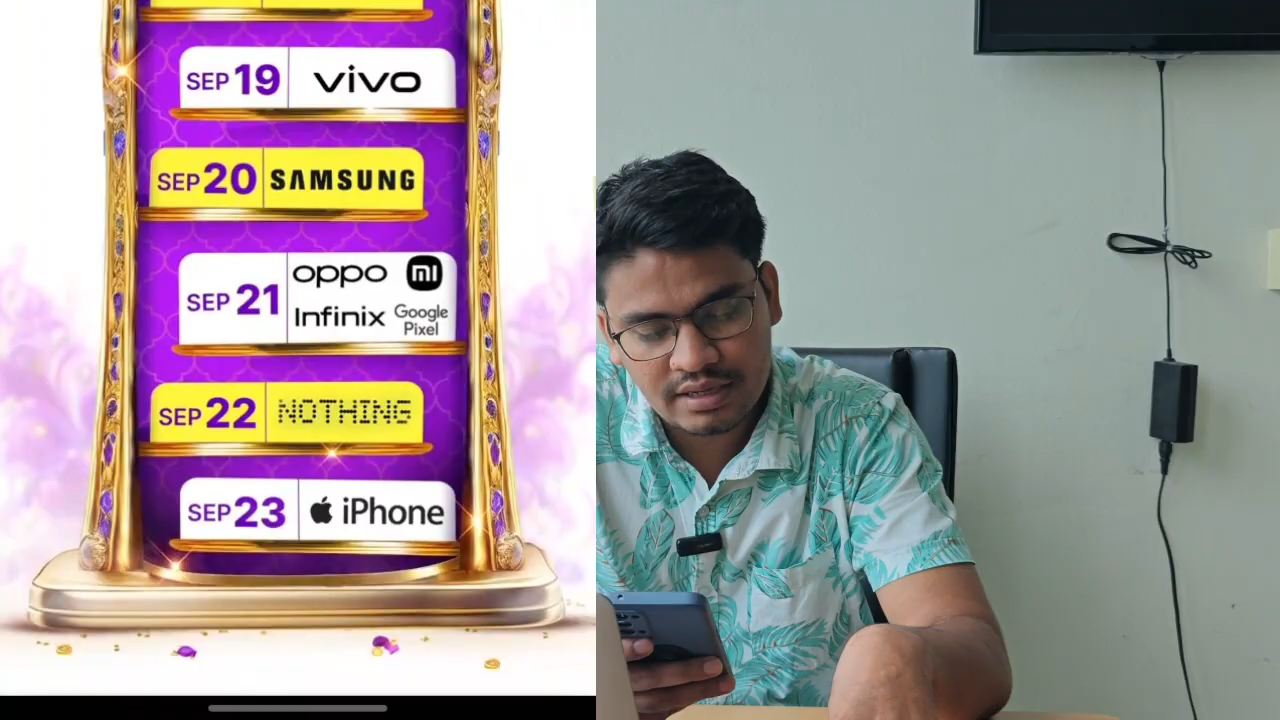 SEP 19 vivo
SEP 20 SAMSUNG
SEP 21 oppo mi
Infinix Google Pixel
SEP 22 NOTHING
SEP 23 iPhone